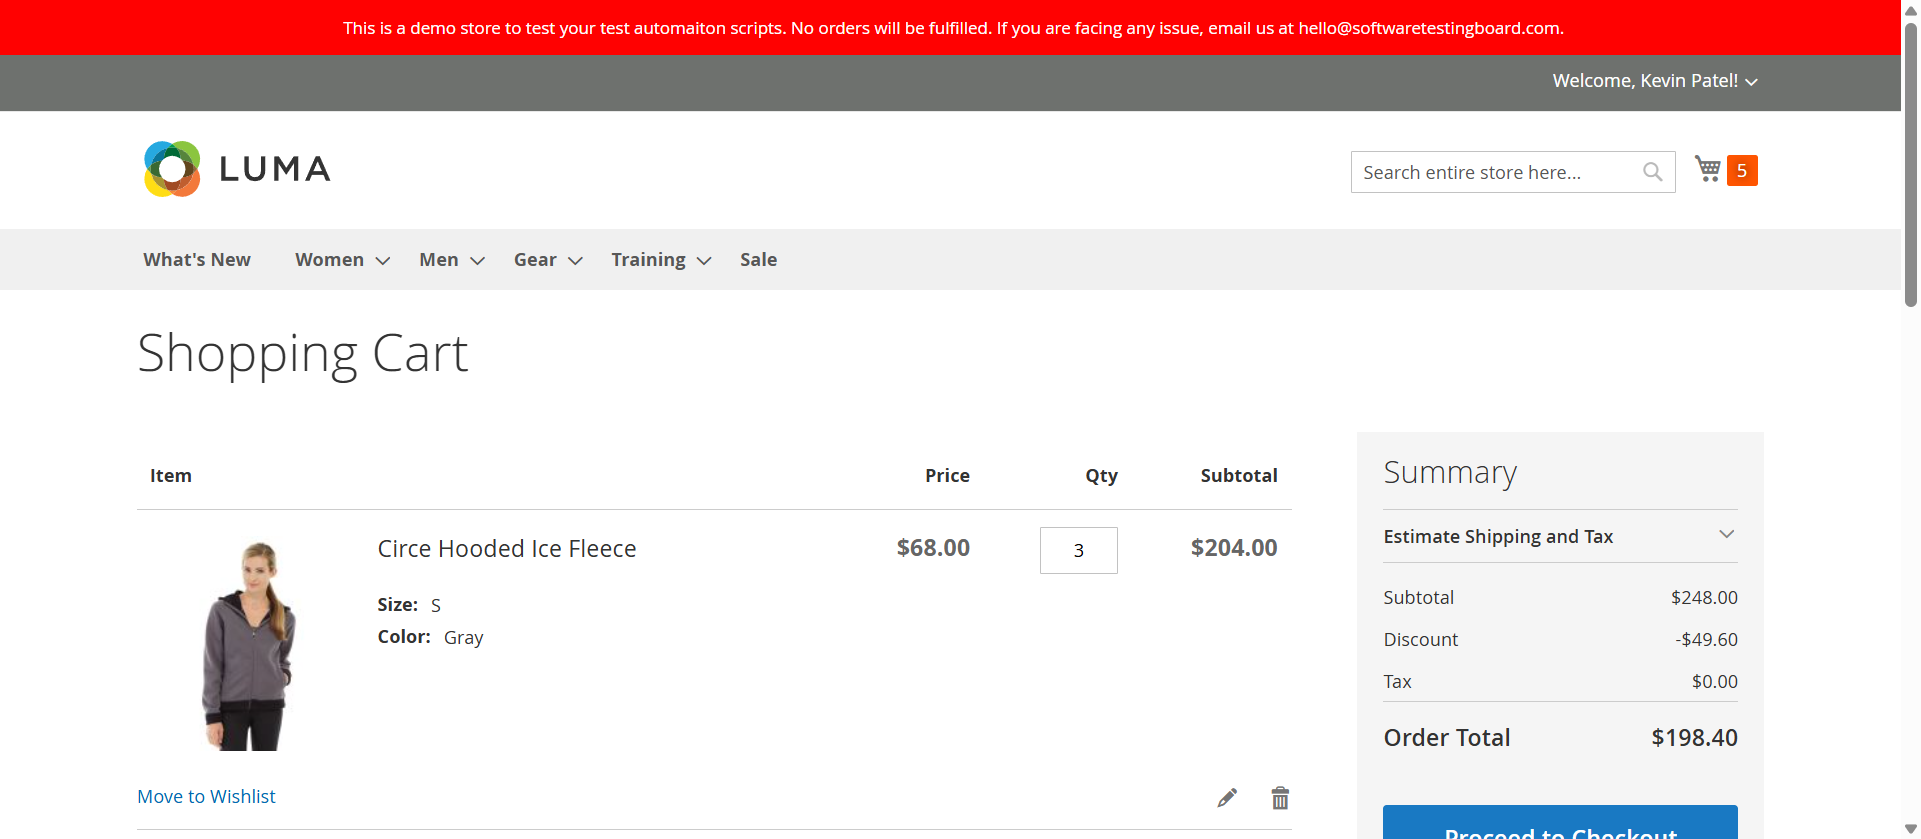 This is a demo store to test your test automaiton scripts. No orders will be fulfilled. If you are facing any issue, email us at hello@softwaretestingboard.com.
Welcome, Kevin Patel!
LUMA
Search entire store here...
5
What's New Women Men Gear Training Sale
Shopping Cart
Item Price Qty Subtotal
Circe Hooded Ice Fleece $68.00 3 $204.00
Size: S
Color: Gray
Move to Wishlist
Summary
Estimate Shipping and Tax
Subtotal $248.00
Discount -$49.60
Tax $0.00
Order Total $198.40
Proceed to Checkout